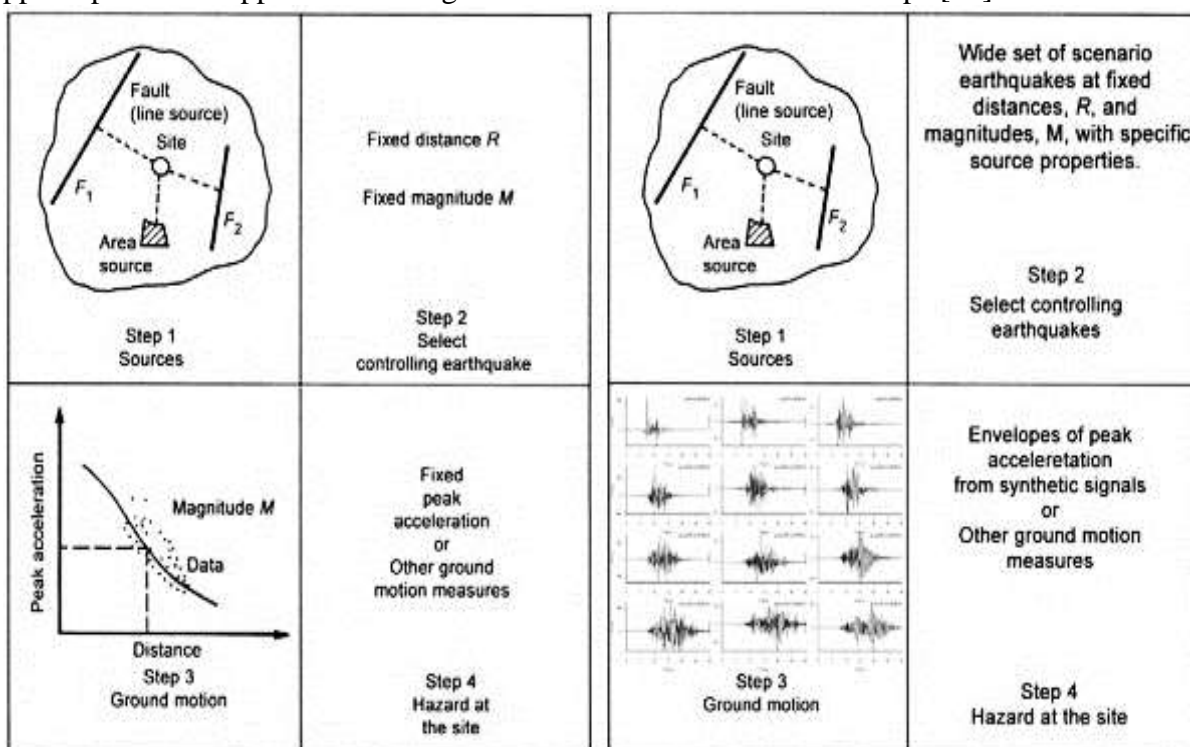 Fault
(line source)
Site
F1
F2
Area
source
Step 1
Sources
Fixed distance R
Fixed magnitude M
Step 2
Select
controlling earthquake
Peak acceleration
Magnitude M
Data
Distance
Step 3
Ground motion
Fixed
peak
acceleration
or
Other ground
motion measures
Step 4
Hazard at
the site
Fault
(line source)
Site
F1
F2
Area
source
Step 1
Sources
Wide set of scenario
earthquakes at fixed
distances, R, and
magnitudes, M, with specific
source properties.
Step 2
Select controlling
earthquakes
Step 3
Ground motion
Envelopes of peak
acceleretation
from synthetic signals
or
Other ground motion
measures
Step 4
Hazard at the site